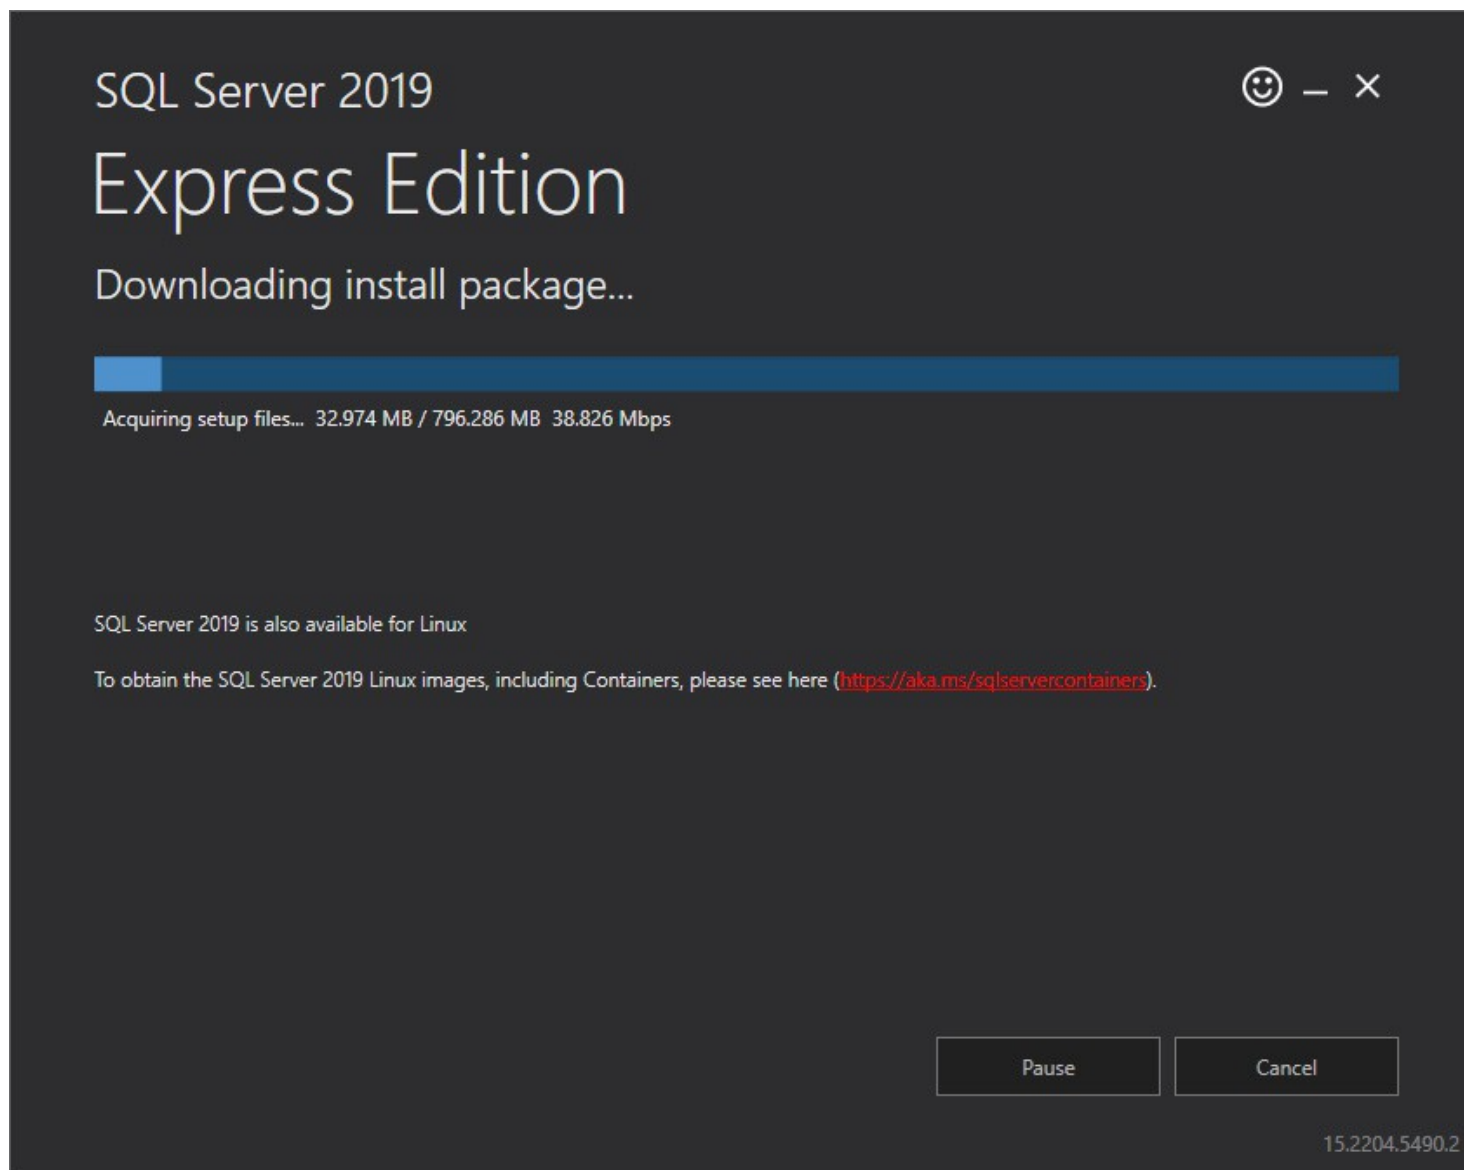 SQL Server 2019
Express Edition
Downloading install package...
Acquiring setup files... 32.974 MB / 796.286 MB 38.826 Mbps
SQL Server 2019 is also available for Linux
To obtain the SQL Server 2019 Linux images, including Containers, please see here (https://aka.ms/sqlservercontainers).
Pause
Cancel
15.2204.5490.2